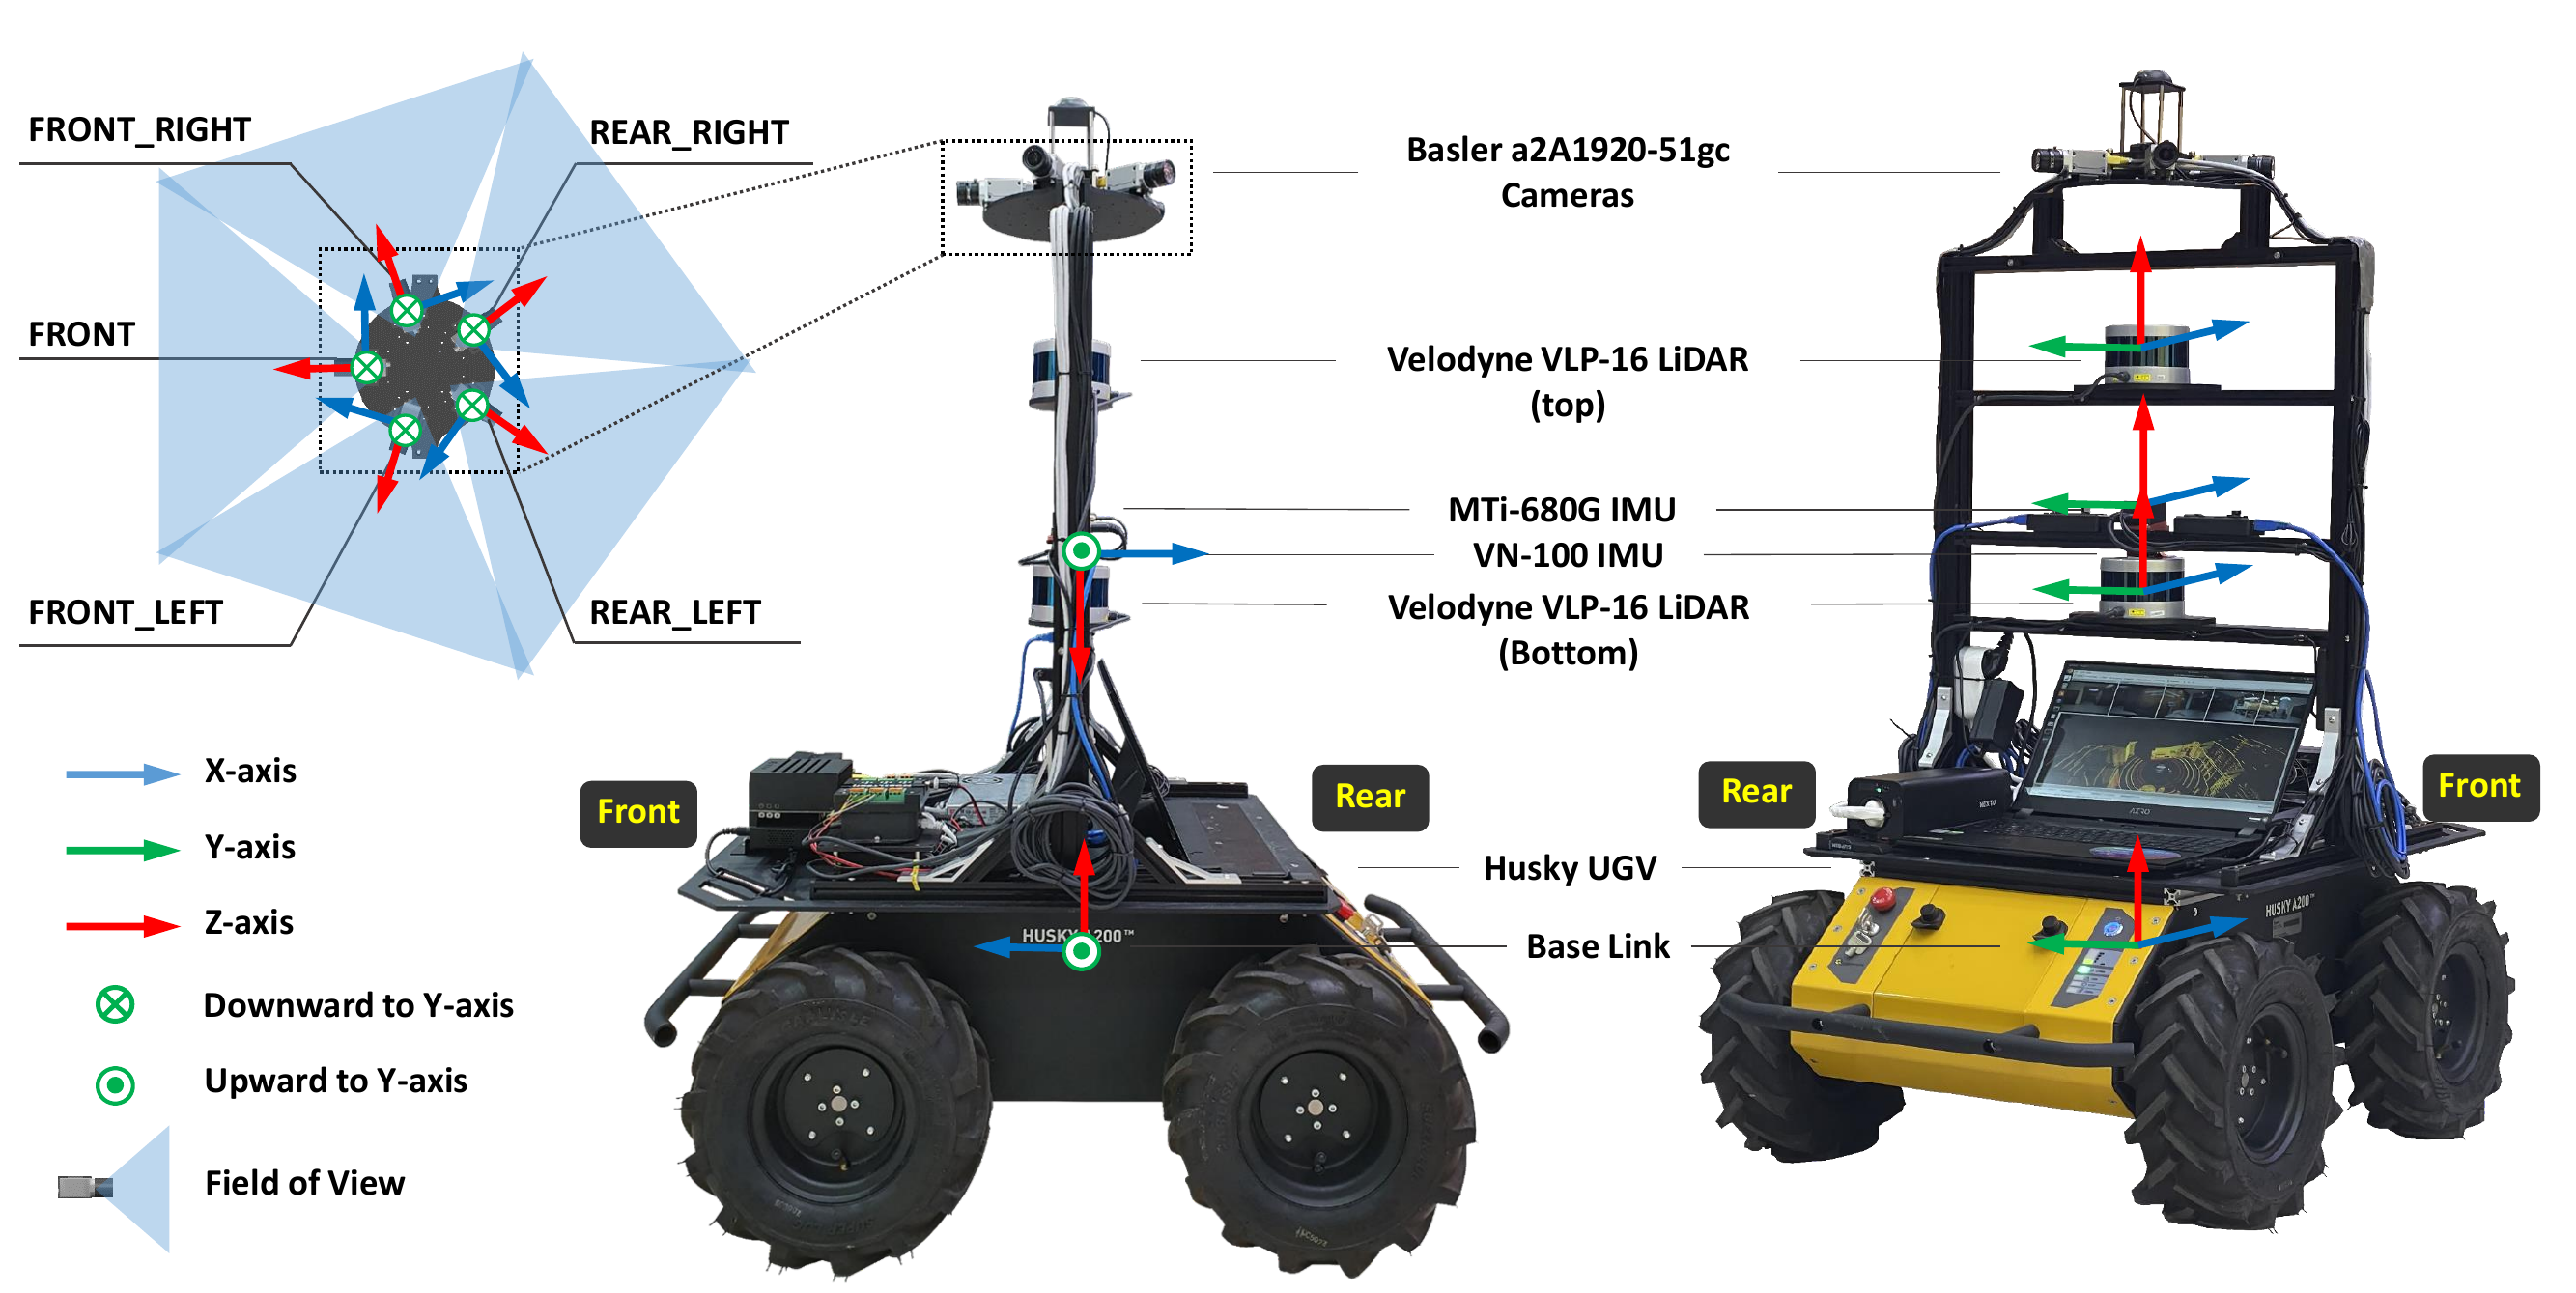 FRONT_RIGHT
REAR_RIGHT
FRONT
FRONT_LEFT
REAR_LEFT
Basler a2A1920-51gc
Cameras
Velodyne VLP-16 LiDAR
(top)
MTi-680G IMU
VN-100 IMU
Velodyne VLP-16 LiDAR
(Bottom)
Front
Rear
Rear
Front
Husky UGV
Base Link
HUSKY A200™
HUSKY A200™
X-axis
Y-axis
Z-axis
Downward to Y-axis
Upward to Y-axis
Field of View